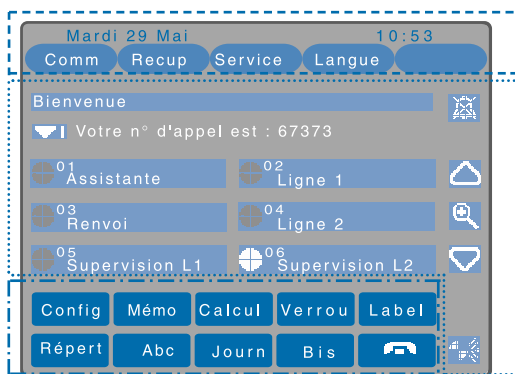 Mardi 29 Mai 10:53
Comm Recup Service Langue
Bienvenue
Votre n° d'appel est : 67373
01 Assistante 02 Ligne 1
03 Renvoi 04 Ligne 2
05 Supervision L1 06 Supervision L2
Config Mémo Calcul Verrou Label
Répert Abc Journ Bis